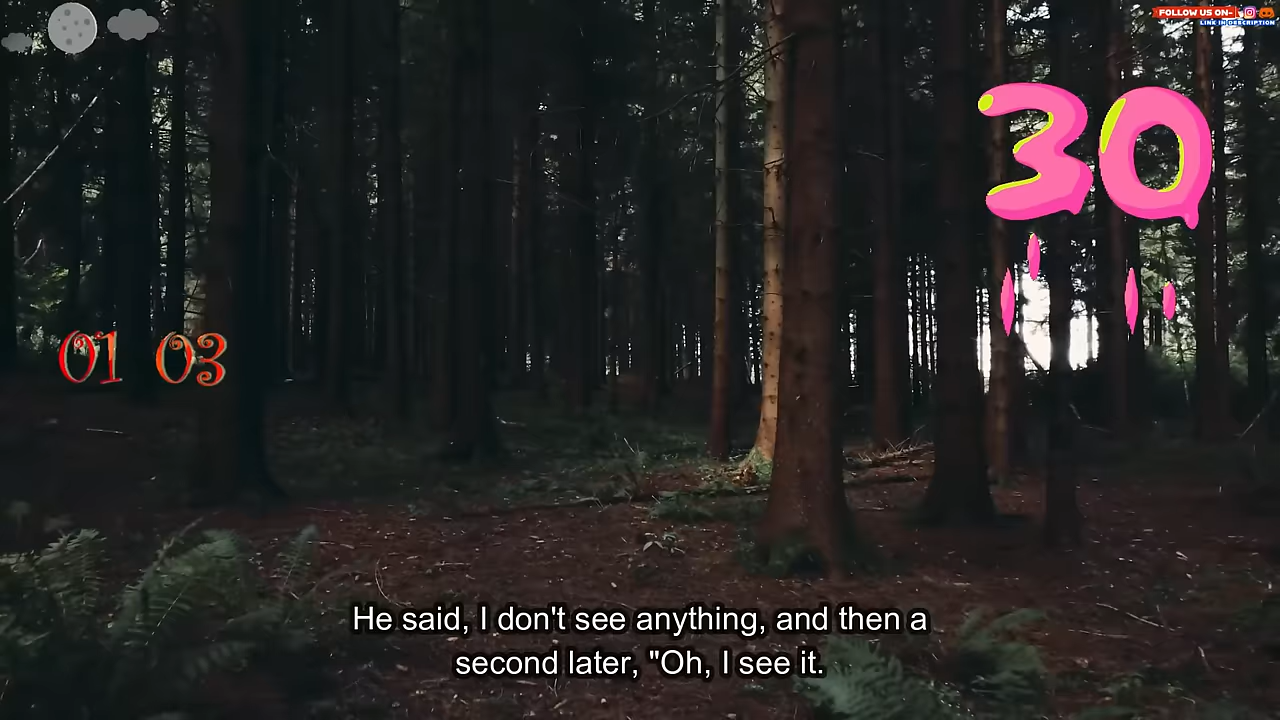 FOLLOW US ON-
LINK IN DESCRIPTION
30
01 03
He said, I don't see anything, and then a
second later, "Oh, I see it.